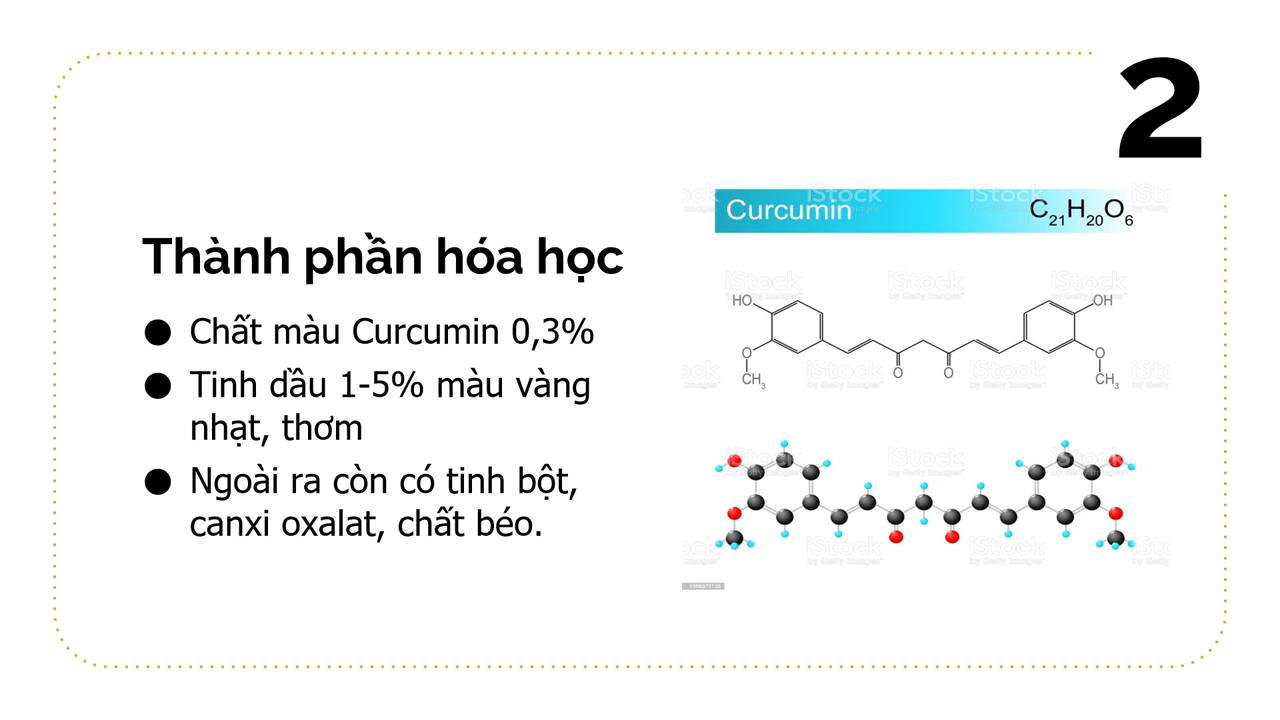 2
Thành phần hóa học
● Chất màu Curcumin 0,3%
● Tinh dầu 1-5% màu vàng
nhạt, thơm
● Ngoài ra còn có tinh bột,
canxi oxalat, chất béo.
Curcumin C21H20O6
HO OH
O O
CH3 O O CH3
iStock
by Getty Images